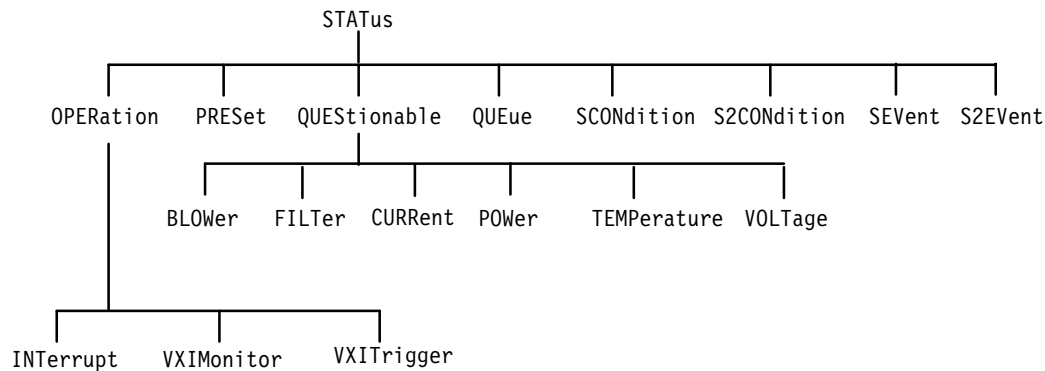 STATus
OPERation PRESet QUEStionable QUEue SCONdition S2CONdition SEVent S2EVent
BLOWer FILTer CURRent POWer TEMPerature VOLTage
INTerrupt VXIMonitor VXITrigger